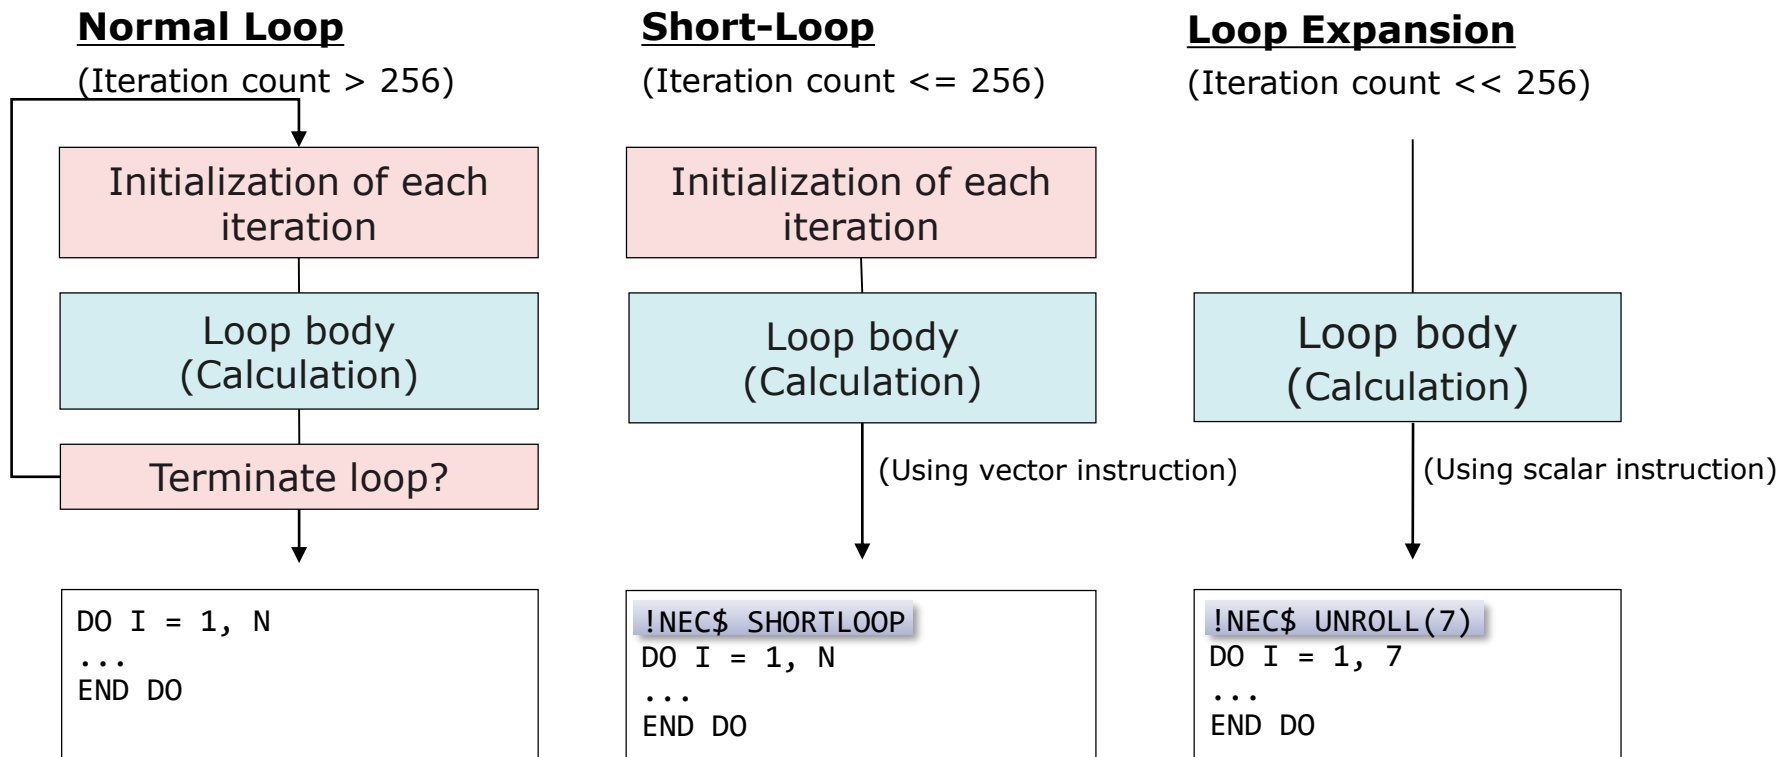 Normal Loop
(Iteration count > 256)
Initialization of each
iteration
Loop body
(Calculation)
Terminate loop?
DO I = 1, N
...
END DO
Short-Loop
(Iteration count <= 256)
Initialization of each
iteration
Loop body
(Calculation)
(Using vector instruction)
!NEC$ SHORTLOOP
DO I = 1, N
...
END DO
Loop Expansion
(Iteration count << 256)
Loop body
(Calculation)
(Using scalar instruction)
!NEC$ UNROLL(7)
DO I = 1, 7
...
END DO